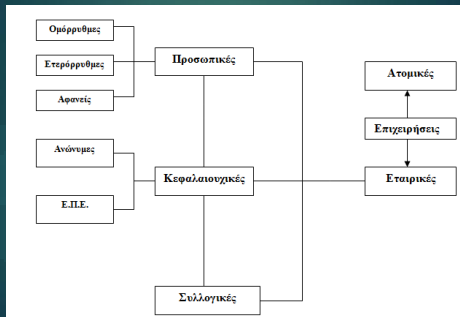 Ομόρρυθμες
Ετερόρρυθμες
Αφανείς
Προσωπικές
Ατομικές
Επιχειρήσεις
Ανώνυμες
Κεφαλαιουχικές
Εταιρικές
Ε.Π.Ε.
Συλλογικές